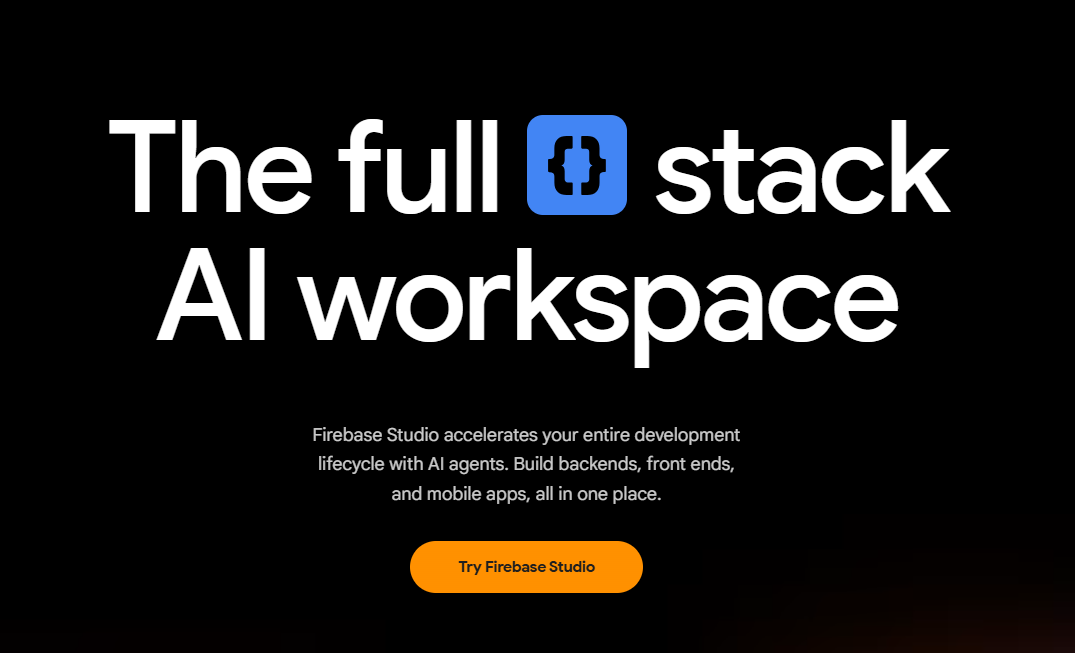 The full {} stack
AI workspace
Firebase Studio accelerates your entire development
lifecycle with AI agents. Build backends, front ends,
and mobile apps, all in one place.
Try Firebase Studio